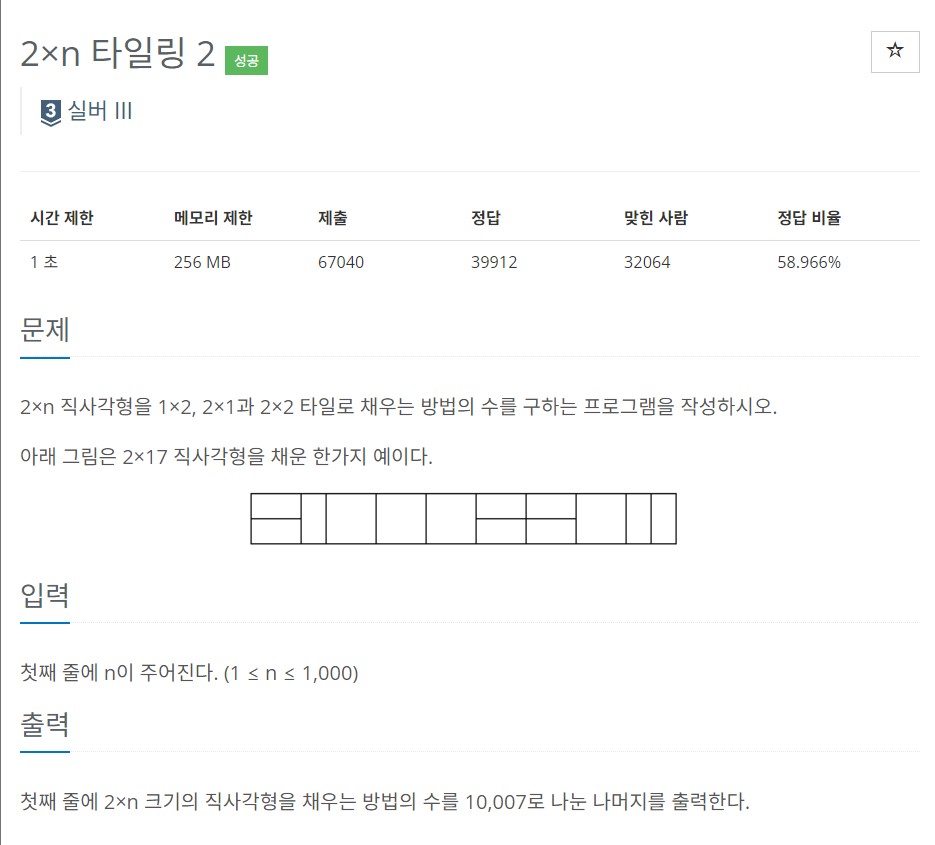 2×n 타일링 2 성공
3 실버 III
시간 제한 메모리 제한 제출 정답 맞힌 사람 정답 비율
1 초 256 MB 67040 39912 32064 58.966%
문제
2×n 직사각형을 1×2, 2×1과 2×2 타일로 채우는 방법의 수를 구하는 프로그램을 작성하시오.
아래 그림은 2×17 직사각형을 채운 한가지 예이다.
입력
첫째 줄에 n이 주어진다. (1 ≤ n ≤ 1,000)
출력
첫째 줄에 2×n 크기의 직사각형을 채우는 방법의 수를 10,007로 나눈 나머지를 출력한다.